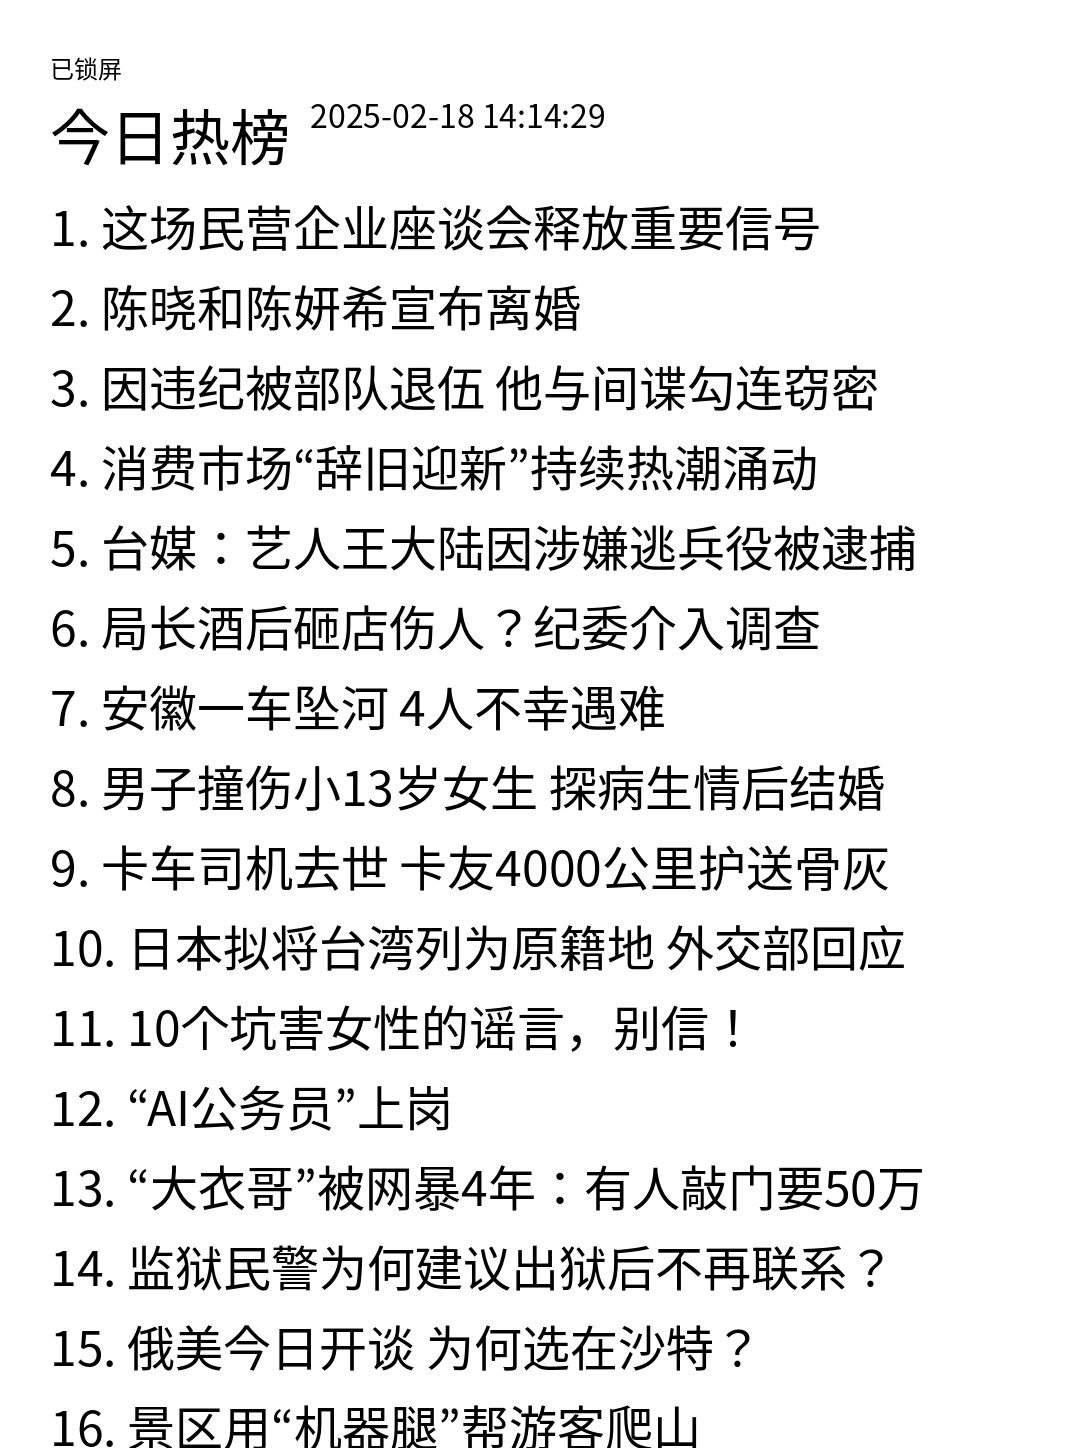 已锁屏
今日热榜 2025-02-18 14:14:29
1. 这场民营企业座谈会释放重要信号
2. 陈晓和陈妍希宣布离婚
3. 因违纪被部队退伍 他与间谍勾连窃密
4. 消费市场“辞旧迎新”持续热潮涌动
5. 台媒：艺人王大陆因涉嫌逃兵役被逮捕
6. 局长酒后砸店伤人？纪委介入调查
7. 安徽一车坠河 4人不幸遇难
8. 男子撞伤小13岁女生 探病生情后结婚
9. 卡车司机去世 卡友4000公里护送骨灰
10. 日本拟将台湾列为原籍地 外交部回应
11. 10个坑害女性的谣言，别信！
12. “AI公务员”上岗
13. “大衣哥”被网暴4年：有人敲门要50万
14. 监狱民警为何建议出狱后不再联系？
15. 俄美今日开谈 为何选在沙特？
16. 景区用“机器腿”帮游客爬山